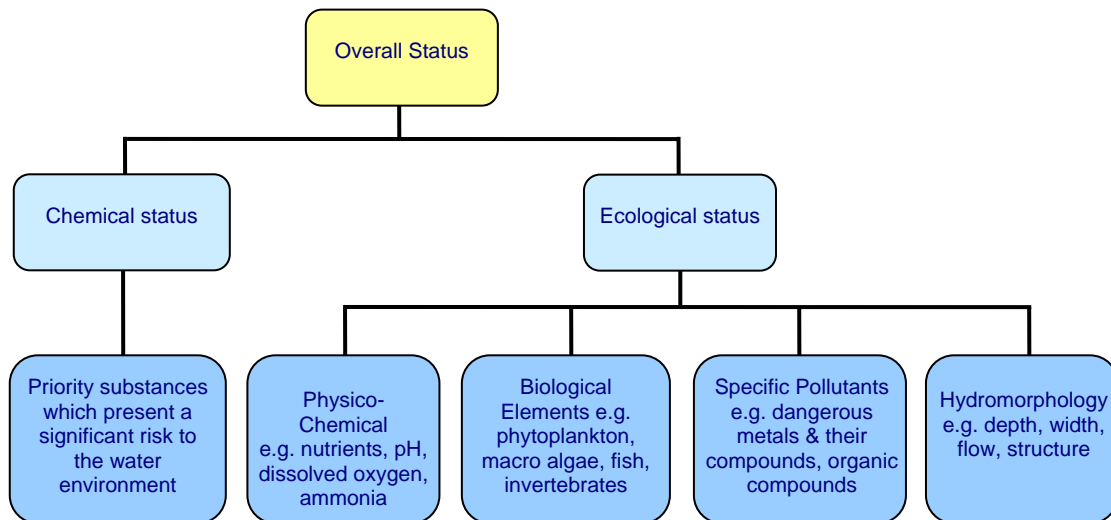 Overall Status
Chemical status
Ecological status
Priority substances
which present a
significant risk to
the water
environment
Physico-
Chemical
e.g. nutrients, pH,
dissolved oxygen,
ammonia
Biological
Elements e.g.
phytoplankton,
macro algae, fish,
invertebrates
Specific Pollutants
e.g. dangerous
metals & their
compounds, organic
compounds
Hydromorphology
e.g. depth, width,
flow, structure